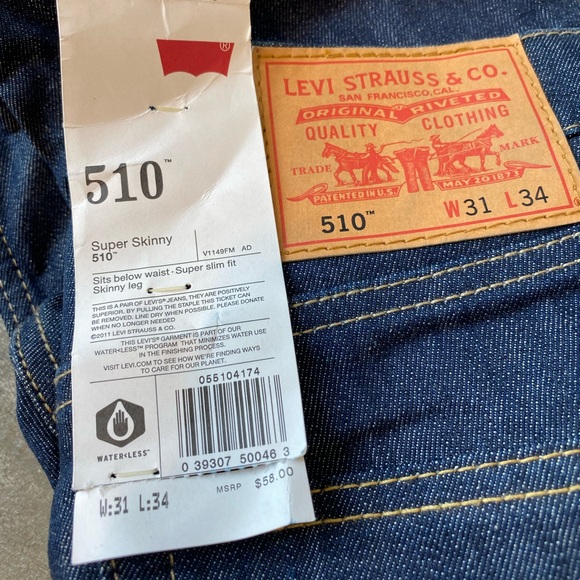 510™
Super Skinny
510™
V1149FM AD
Sits below waist · Super slim fit
Skinny leg
THIS IS A PAIR OF LEVI'S® JEANS, THEY ARE POSITIVELY
SUPERIOR. BY PULLING THE STAPLE THIS TICKET CAN
BE REMOVED. LINE DRY WHEN POSSIBLE. PLEASE DONATE
WHEN NO LONGER NEEDED
©2011 LEVI STRAUSS & CO.
THIS LEVI'S® GARMENT IS PART OF OUR
WATER<LESS™ PROGRAM THAT MINIMIZES WATER USE
IN THE FINISHING PROCESS.
VISIT LEVI.COM TO SEE HOW WE'RE FINDING WAYS
TO CARE FOR OUR PLANET.
WATER<LESS™
055104174
0 39307 50046 3
W:31 L:34
MSRP $58.00
LEVI STRAUSS & CO.
SAN FRANCISCO, CAL.
ORIGINAL RIVETED
QUALITY CLOTHING
TRADE MARK
PATENTED IN U.S. MAY 20 1873
510™ W31 L34